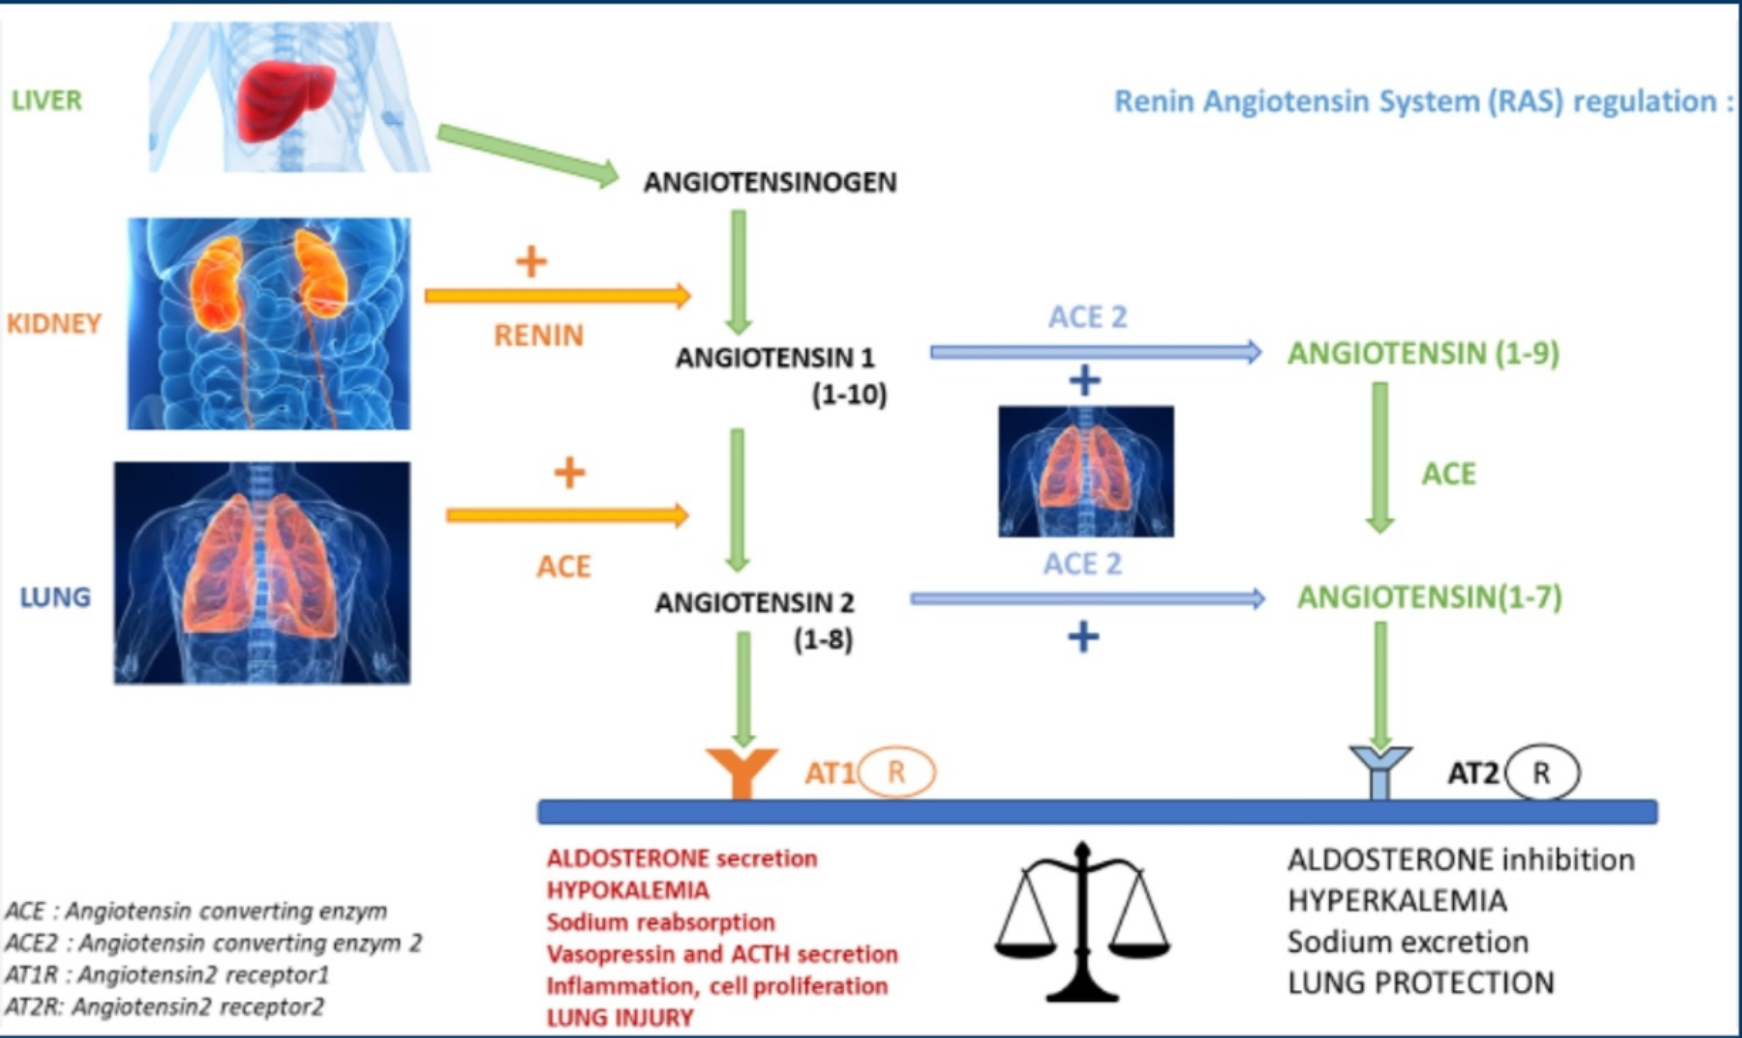 LIVER
Renin Angiotensin System (RAS) regulation :
ANGIOTENSINOGEN
+
KIDNEY
RENIN
ANGIOTENSIN 1
(1-10)
ACE 2
+
ANGIOTENSIN (1-9)
+
ACE
ACE
LUNG
ANGIOTENSIN 2
(1-8)
ACE 2
+
ANGIOTENSIN(1-7)
AT1 R
AT2 R
ALDOSTERONE secretion
HYPOKALEMIA
Sodium reabsorption
Vasopressin and ACTH secretion
Inflammation, cell proliferation
LUNG INJURY
ALDOSTERONE inhibition
HYPERKALEMIA
Sodium excretion
LUNG PROTECTION
ACE : Angiotensin converting enzym
ACE2 : Angiotensin converting enzym 2
AT1R : Angiotensin2 receptor1
AT2R: Angiotensin2 receptor2